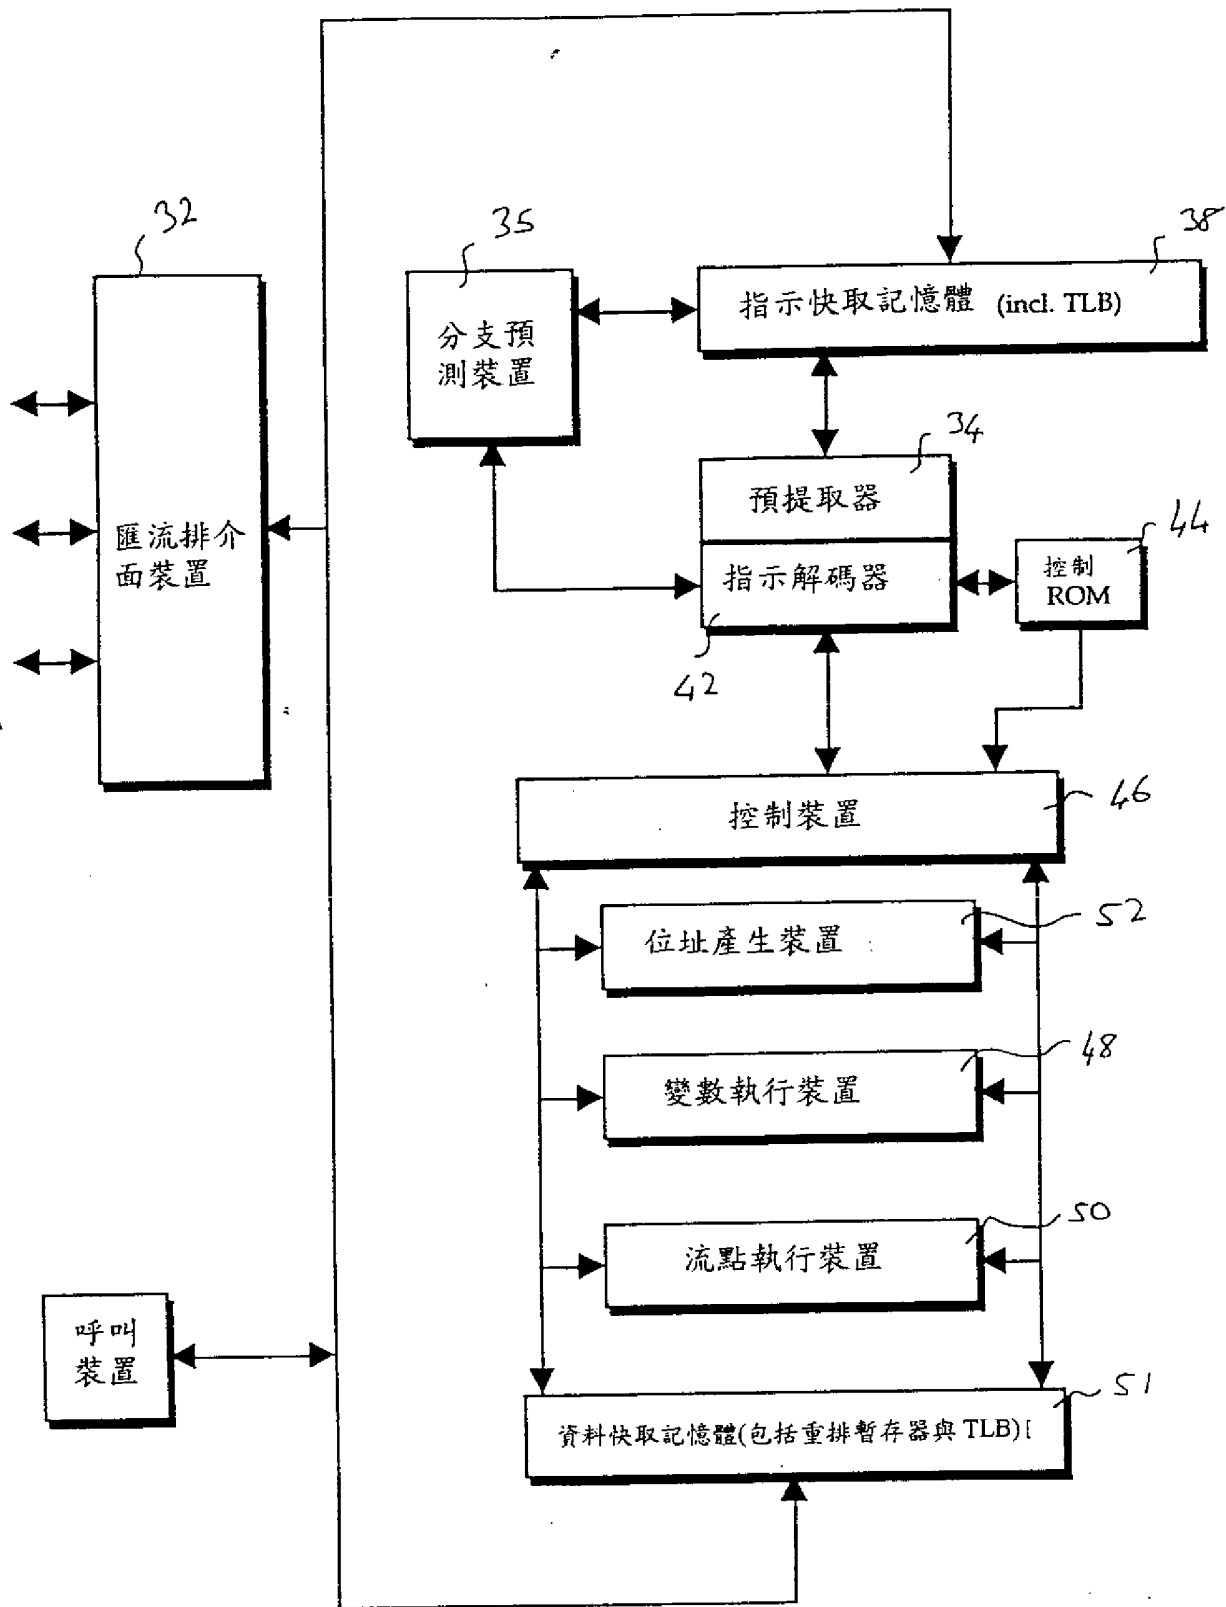 32
35
38
指示快取記憶體 (incl. TLB)
分支預
測裝置
34
預提取器
44
匯流排介
面裝置
指示解碼器
控制
ROM
42
46
控制裝置
52
位址產生裝置
48
變數執行裝置
50
流點執行裝置
呼叫
裝置
51
資料快取記憶體(包括重排暫存器與 TLB)[